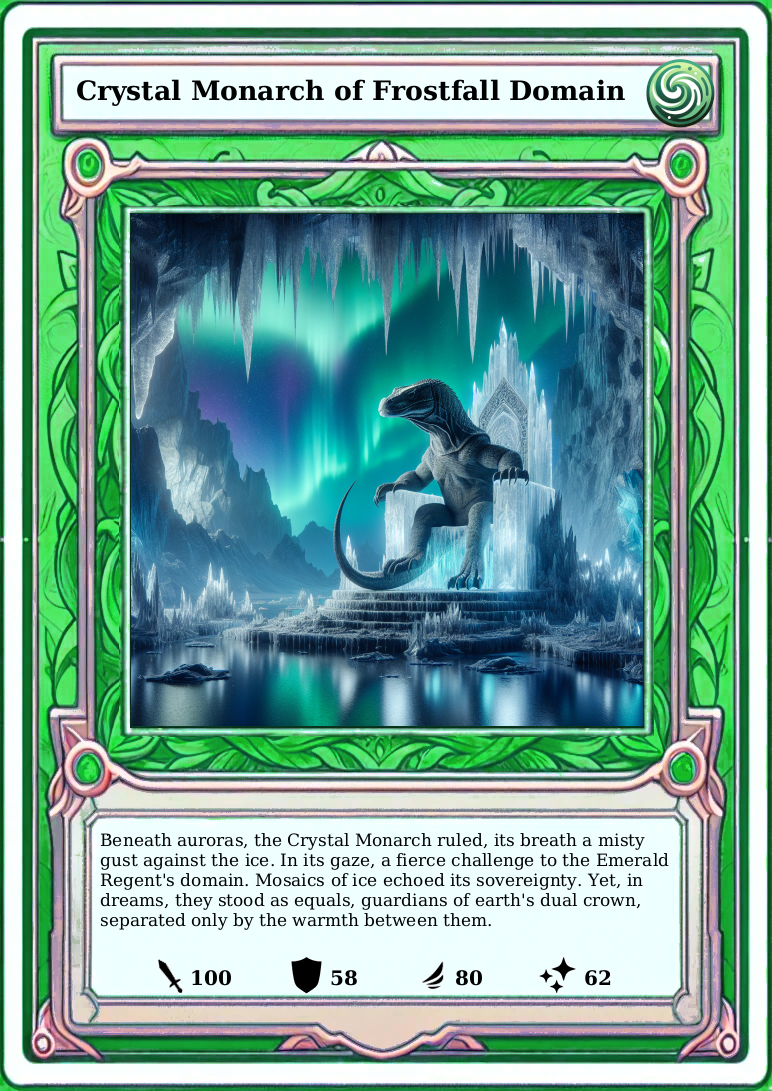 Crystal Monarch of Frostfall Domain
Beneath auroras, the Crystal Monarch ruled, its breath a misty
gust against the ice. In its gaze, a fierce challenge to the Emerald
Regent's domain. Mosaics of ice echoed its sovereignty. Yet, in
dreams, they stood as equals, guardians of earth's dual crown,
separated only by the warmth between them.
100 58 80 62